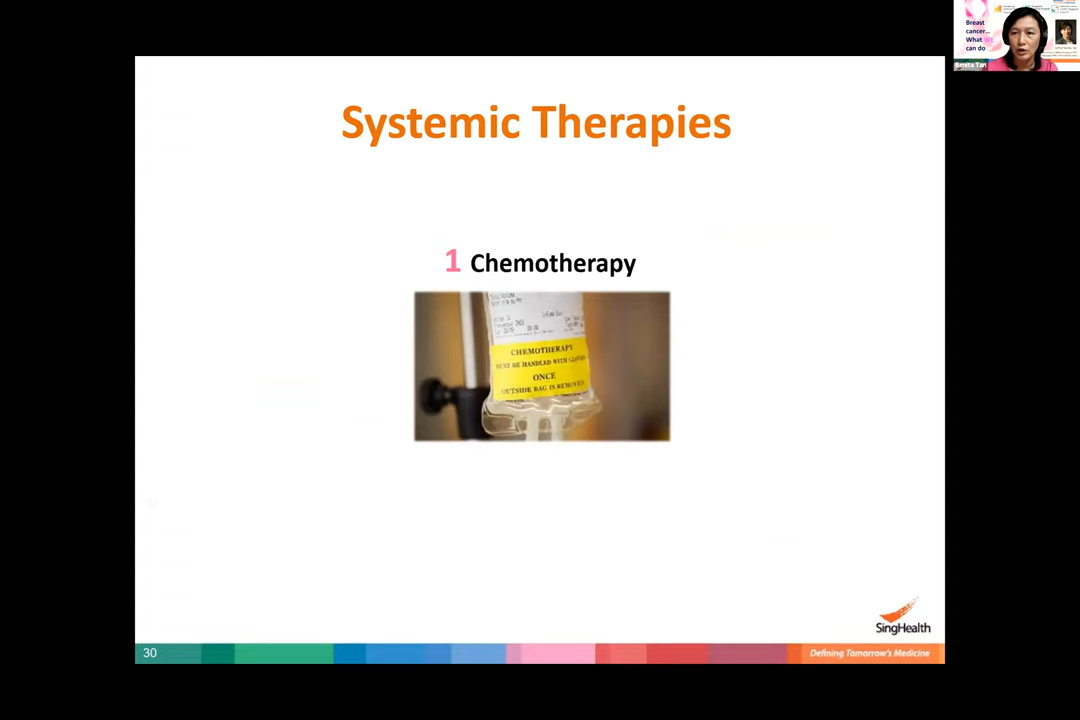 Systemic Therapies
1 Chemotherapy
CHEMOTHERAPY
MUST BE HANDLED WITH GLOVES
ONCE
OUTSIDE BAG IS REMOVED
SingHealth
30
Defining Tomorrow's Medicine
Breast
cancer...
What we
can do
Benita Tan